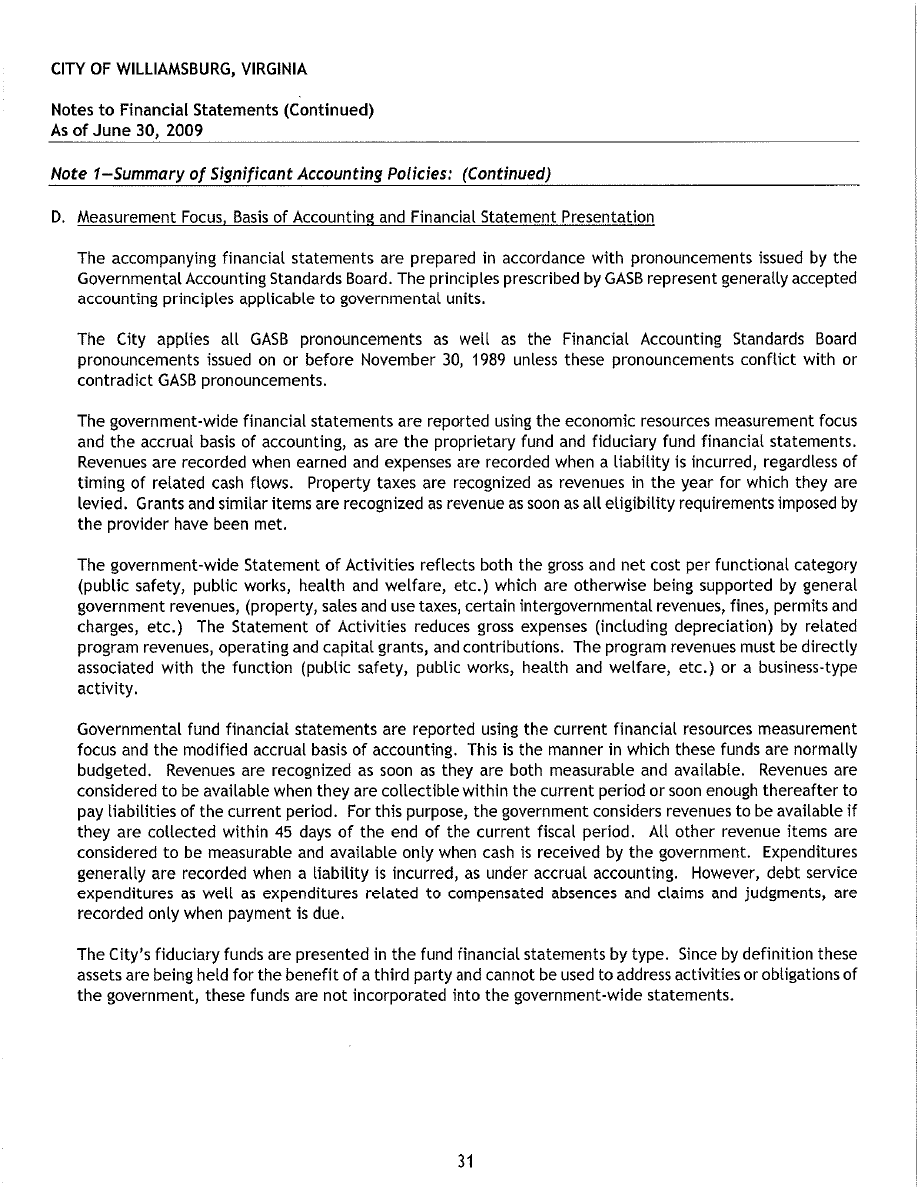 CITY OF WILLIAMSBURG, VIRGINIA
Notes to Financial Statements (Continued)
As of June 30, 2009
Note 1—Summary of Significant Accounting Policies: (Continued)
D. Measurement Focus, Basis of Accounting and Financial Statement Presentation
The accompanying financial statements are prepared in accordance with pronouncements issued by the
Governmental Accounting Standards Board. The principles prescribed by GASB represent generally accepted
accounting principles applicable to governmental units.
The City applies all GASB pronouncements as well as the Financial Accounting Standards Board
pronouncements issued on or before November 30, 1989 unless these pronouncements conflict with or
contradict GASB pronouncements.
The government-wide financial statements are reported using the economic resources measurement focus
and the accrual basis of accounting, as are the proprietary fund and fiduciary fund financial statements.
Revenues are recorded when earned and expenses are recorded when a liability is incurred, regardless of
timing of related cash flows. Property taxes are recognized as revenues in the year for which they are
levied. Grants and similar items are recognized as revenue as soon as all eligibility requirements imposed by
the provider have been met.
The government-wide Statement of Activities reflects both the gross and net cost per functional category
(public safety, public works, health and welfare, etc.) which are otherwise being supported by general
government revenues, (property, sales and use taxes, certain intergovernmental revenues, fines, permits and
charges, etc.) The Statement of Activities reduces gross expenses (including depreciation) by related
program revenues, operating and capital grants, and contributions. The program revenues must be directly
associated with the function (public safety, public works, health and welfare, etc.) or a business-type
activity.
Governmental fund financial statements are reported using the current financial resources measurement
focus and the modified accrual basis of accounting. This is the manner in which these funds are normally
budgeted. Revenues are recognized as soon as they are both measurable and available. Revenues are
considered to be available when they are collectible within the current period or soon enough thereafter to
pay liabilities of the current period. For this purpose, the government considers revenues to be available if
they are collected within 45 days of the end of the current fiscal period. All other revenue items are
considered to be measurable and available only when cash is received by the government. Expenditures
generally are recorded when a liability is incurred, as under accrual accounting. However, debt service
expenditures as well as expenditures related to compensated absences and claims and judgments, are
recorded only when payment is due.
The City's fiduciary funds are presented in the fund financial statements by type. Since by definition these
assets are being held for the benefit of a third party and cannot be used to address activities or obligations of
the government, these funds are not incorporated into the government-wide statements.
31